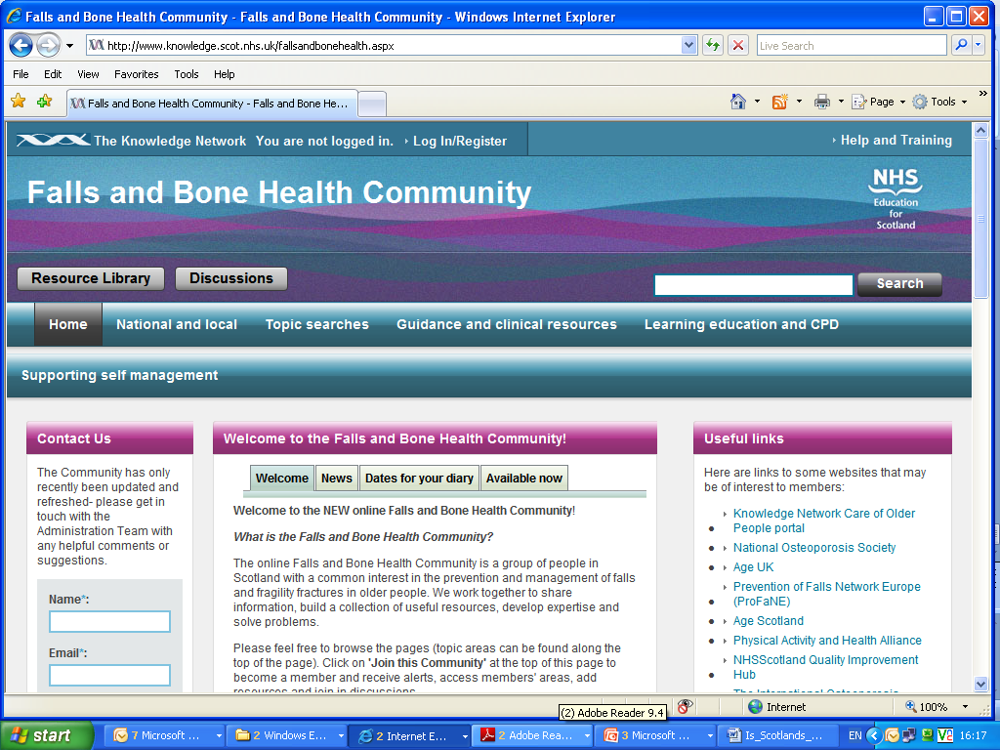 Falls and Bone Health Community - Falls and Bone Health Community - Windows Internet Explorer
http://www.knowledge.scot.nhs.uk/fallsandbonehealth.aspx
Live Search
File Edit View Favorites Tools Help
Falls and Bone Health Community - Falls and Bone He...
Page Tools
The Knowledge Network You are not logged in. Log In/Register
Help and Training
Falls and Bone Health Community
NHS
Education
for
Scotland
Resource Library Discussions
Search
Home National and local Topic searches Guidance and clinical resources Learning education and CPD
Supporting self management
Contact Us
The Community has only
recently been updated and
refreshed- please get in
touch with the
Administration Team with
any helpful comments or
suggestions.
Name*:
Email*:
Welcome to the Falls and Bone Health Community!
Welcome News Dates for your diary Available now
Welcome to the NEW online Falls and Bone Health Community!
What is the Falls and Bone Health Community?
The online Falls and Bone Health Community is a group of people in
Scotland with a common interest in the prevention and management of falls
and fragility fractures in older people. We work together to share
information, build a collection of useful resources, develop expertise and
solve problems.
Please feel free to browse the pages (topic areas can be found along the
top of the page). Click on 'Join this Community' at the top of this page to
become a member and receive alerts, access members' areas, add
resources and join in discussions.
Useful links
Here are links to some websites that may
be of interest to members:
Knowledge Network Care of Older
People portal
National Osteoporosis Society
Age UK
Prevention of Falls Network Europe
(ProFaNE)
Age Scotland
Physical Activity and Health Alliance
NHSScotland Quality Improvement
Hub
The International Osteoporosis
(2) Adobe Reader 9.4
Internet
100%
start
7 Microsoft ...
2 Windows E...
2 Internet E...
2 Adobe Rea...
3 Microsoft ...
Is_Scotlands_...
EN
16:17